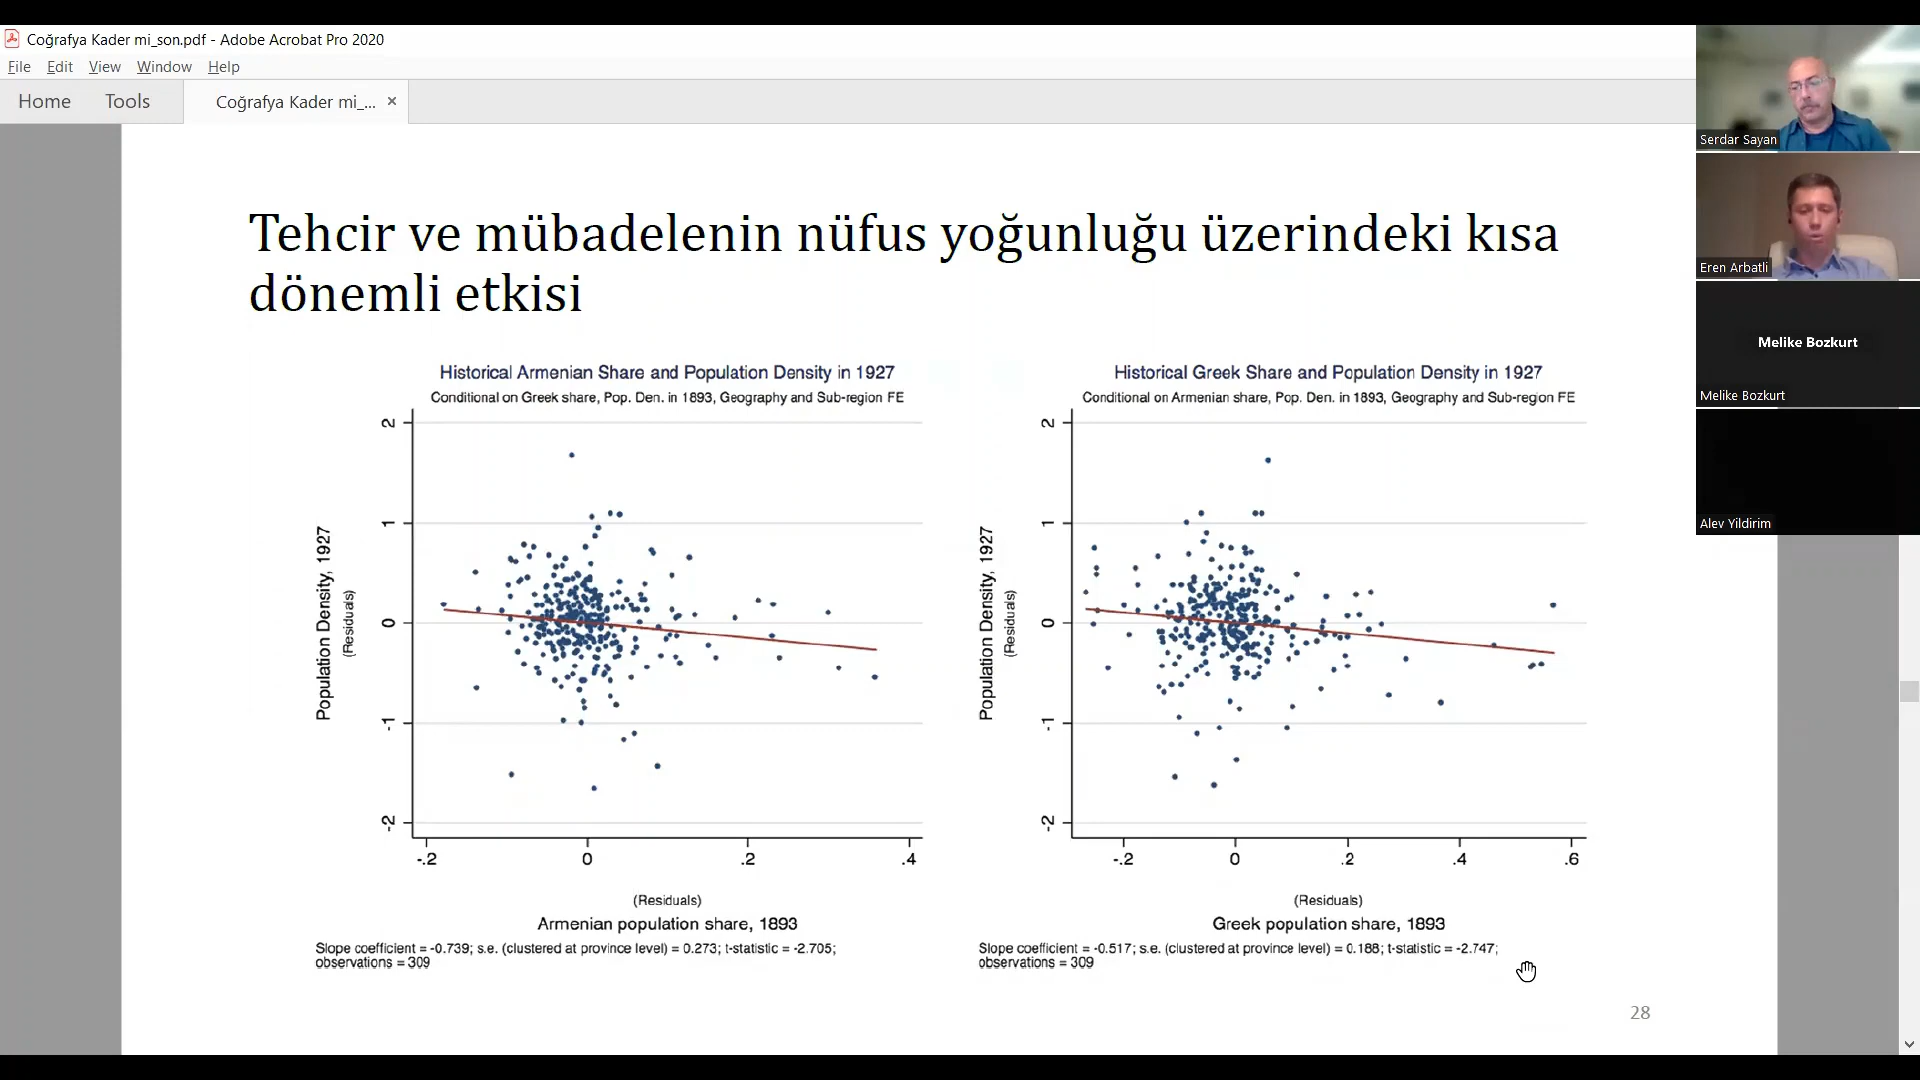 Coğrafya Kader mi_son.pdf - Adobe Acrobat Pro 2020
File Edit View Window Help
Home Tools Coğrafya Kader mi_... ×
Tehcir ve mübadelenin nüfus yoğunluğu üzerindeki kısa
dönemli etkisi
Historical Armenian Share and Population Density in 1927
Conditional on Greek share, Pop. Den. in 1893, Geography and Sub-region FE
Population Density, 1927
(Residuals)
2
1
0
-1
-2
-.2 0 .2 .4
(Residuals)
Armenian population share, 1893
Slope coefficient = -0.739; s.e. (clustered at province level) = 0.273; t-statistic = -2.705;
observations = 309
Historical Greek Share and Population Density in 1927
Conditional on Armenian share, Pop. Den. in 1893, Geography and Sub-region FE
Population Density, 1927
(Residuals)
2
1
0
-1
-2
-.2 0 .2 .4 .6
(Residuals)
Greek population share, 1893
Slope coefficient = -0.517; s.e. (clustered at province level) = 0.188; t-statistic = -2.747;
observations = 309
28
Serdar Sayan
Eren Arbatli
Melike Bozkurt
Melike Bozkurt
Alev Yildirim